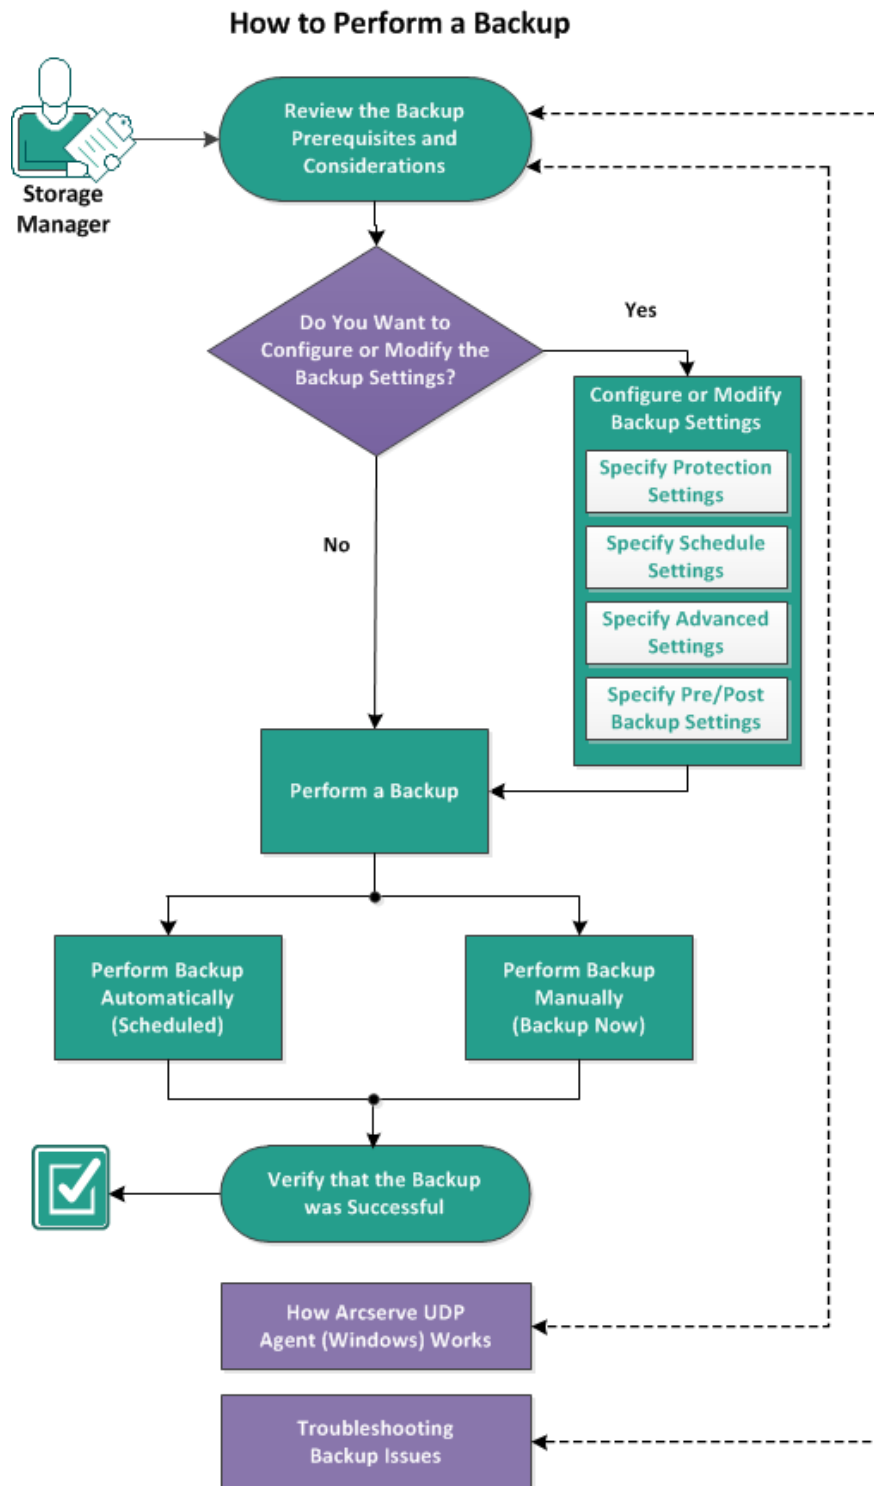 How to Perform a Backup
Review the Backup
Prerequisites and
Considerations
Storage
Manager
Do You Want to
Configure or Modify the
Backup Settings?
Yes
Configure or Modify
Backup Settings
Specify Protection
Settings
Specify Schedule
Settings
Specify Advanced
Settings
Specify Pre/Post
Backup Settings
No
Perform a Backup
Perform Backup
Automatically
(Scheduled)
Perform Backup
Manually
(Backup Now)
Verify that the Backup
was Successful
How Arcserve UDP
Agent (Windows) Works
Troubleshooting
Backup Issues